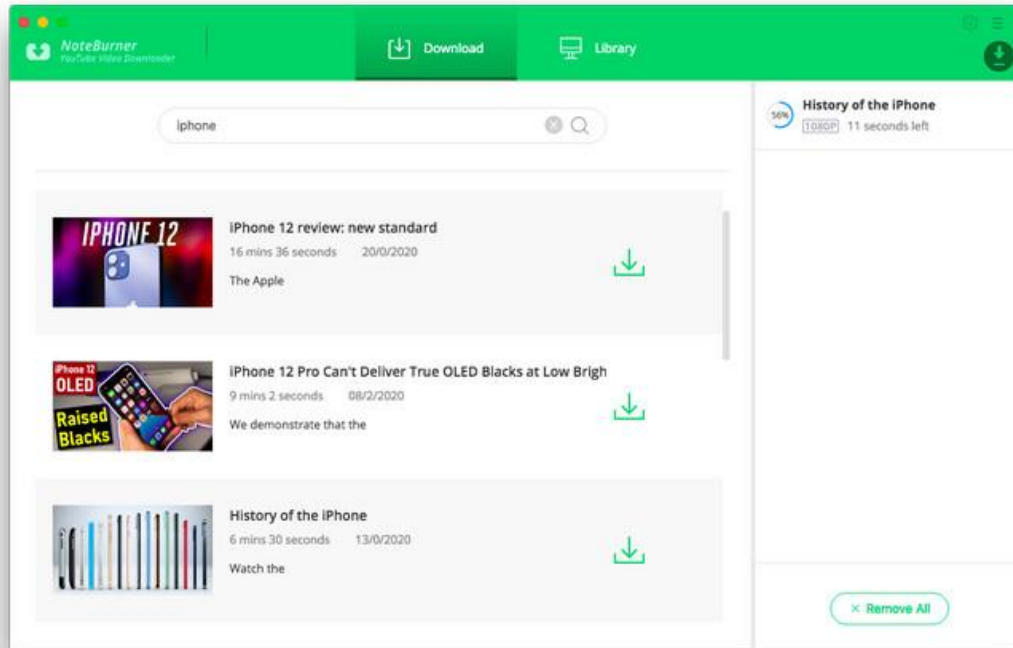 NoteBurner
YouTube Video Downloader
Download
Library
iphone
IPHONE 12
iPhone 12 review: new standard
16 mins 36 seconds 20/0/2020
The Apple
iPhone 12
OLED
Raised
Blacks
iPhone 12 Pro Can't Deliver True OLED Blacks at Low Brigh
9 mins 2 seconds 08/2/2020
We demonstrate that the
History of the iPhone
6 mins 30 seconds 13/0/2020
Watch the
56%
History of the iPhone
1080P 11 seconds left
× Remove All